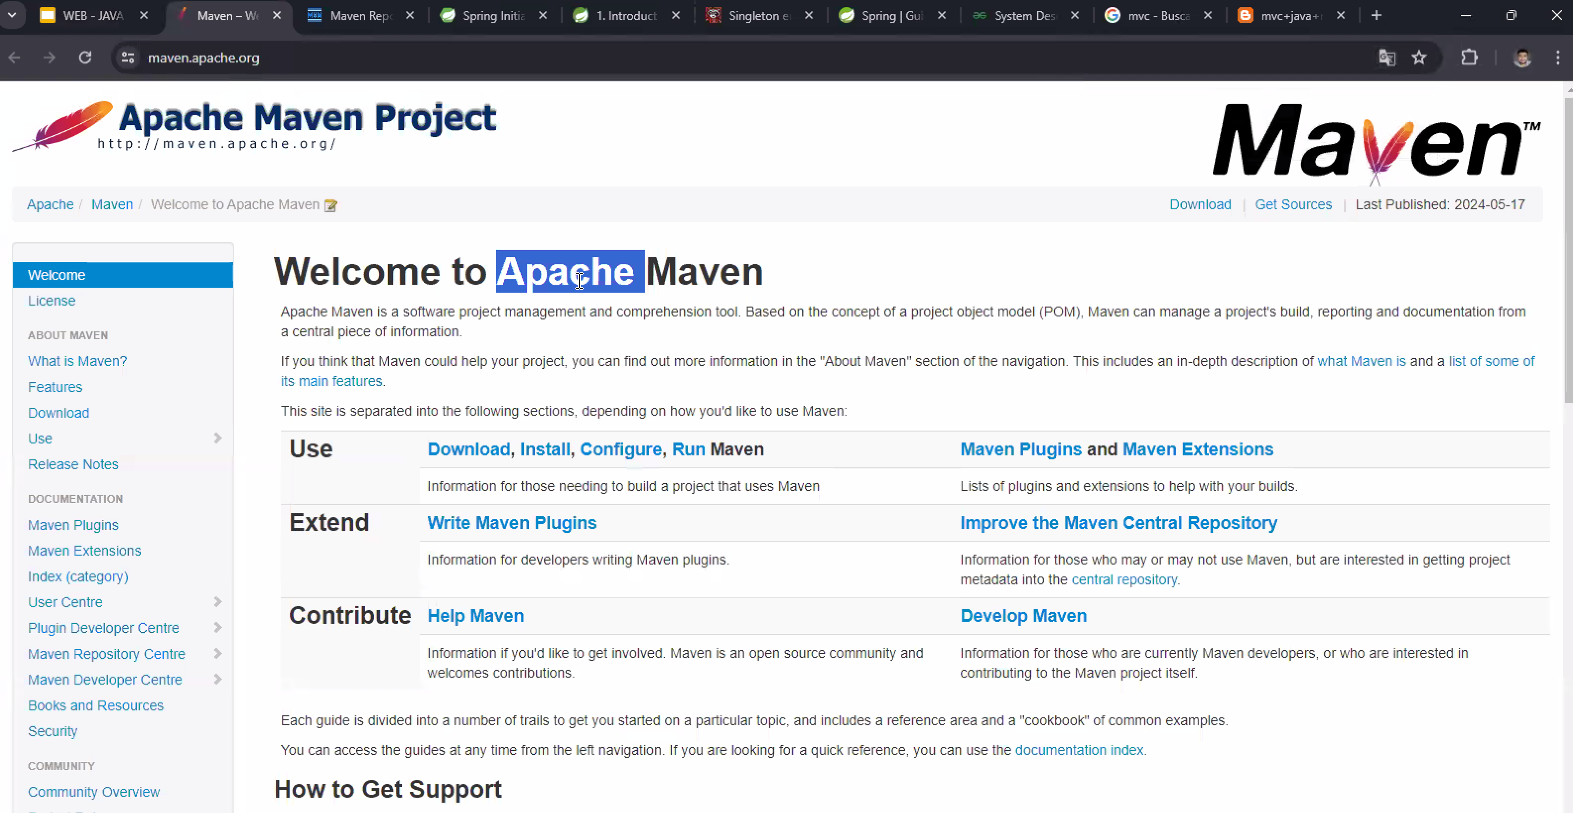 WEB - JAVA
Maven – We
Maven Rep
Spring Initia
1. Introduct
Singleton e
Spring | Gu
System Des
mvc - Busca
mvc+java+
maven.apache.org
Apache Maven Project
http://maven.apache.org/
Maven™
Apache / Maven / Welcome to Apache Maven
Download | Get Sources | Last Published: 2024-05-17
Welcome
License
ABOUT MAVEN
What is Maven?
Features
Download
Use
Release Notes
DOCUMENTATION
Maven Plugins
Maven Extensions
Index (category)
User Centre
Plugin Developer Centre
Maven Repository Centre
Maven Developer Centre
Books and Resources
Security
COMMUNITY
Community Overview
Welcome to Apache Maven
Apache Maven is a software project management and comprehension tool. Based on the concept of a project object model (POM), Maven can manage a project's build, reporting and documentation from
a central piece of information.
If you think that Maven could help your project, you can find out more information in the "About Maven" section of the navigation. This includes an in-depth description of what Maven is and a list of some of
its main features.
This site is separated into the following sections, depending on how you'd like to use Maven:
Use
Download, Install, Configure, Run Maven
Information for those needing to build a project that uses Maven
Maven Plugins and Maven Extensions
Lists of plugins and extensions to help with your builds.
Extend
Write Maven Plugins
Information for developers writing Maven plugins.
Improve the Maven Central Repository
Information for those who may or may not use Maven, but are interested in getting project
metadata into the central repository.
Contribute
Help Maven
Information if you'd like to get involved. Maven is an open source community and
welcomes contributions.
Develop Maven
Information for those who are currently Maven developers, or who are interested in
contributing to the Maven project itself.
Each guide is divided into a number of trails to get you started on a particular topic, and includes a reference area and a "cookbook" of common examples.
You can access the guides at any time from the left navigation. If you are looking for a quick reference, you can use the documentation index.
How to Get Support